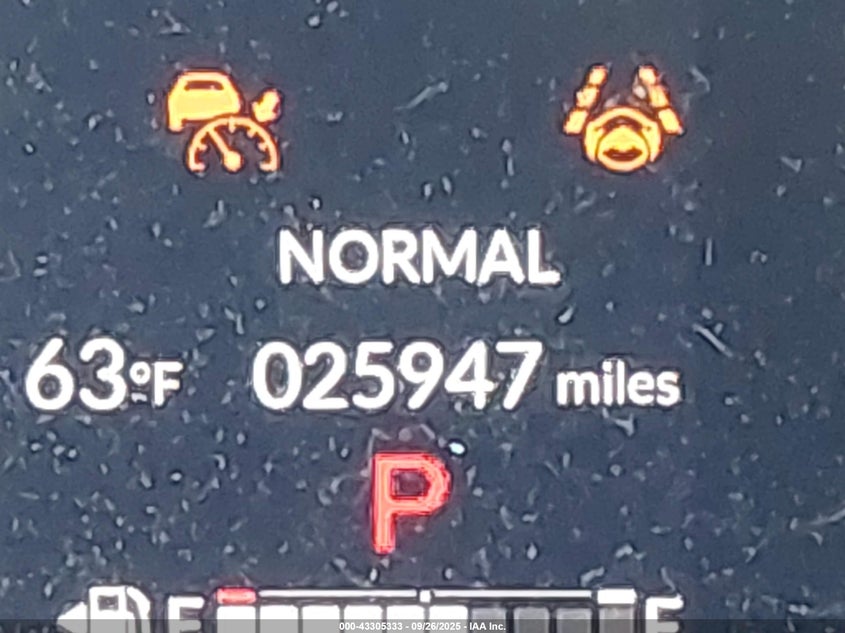 NORMAL
63°F 025947 miles
P
E F
000-43305333 - 09/26/2025 - IAA Inc.